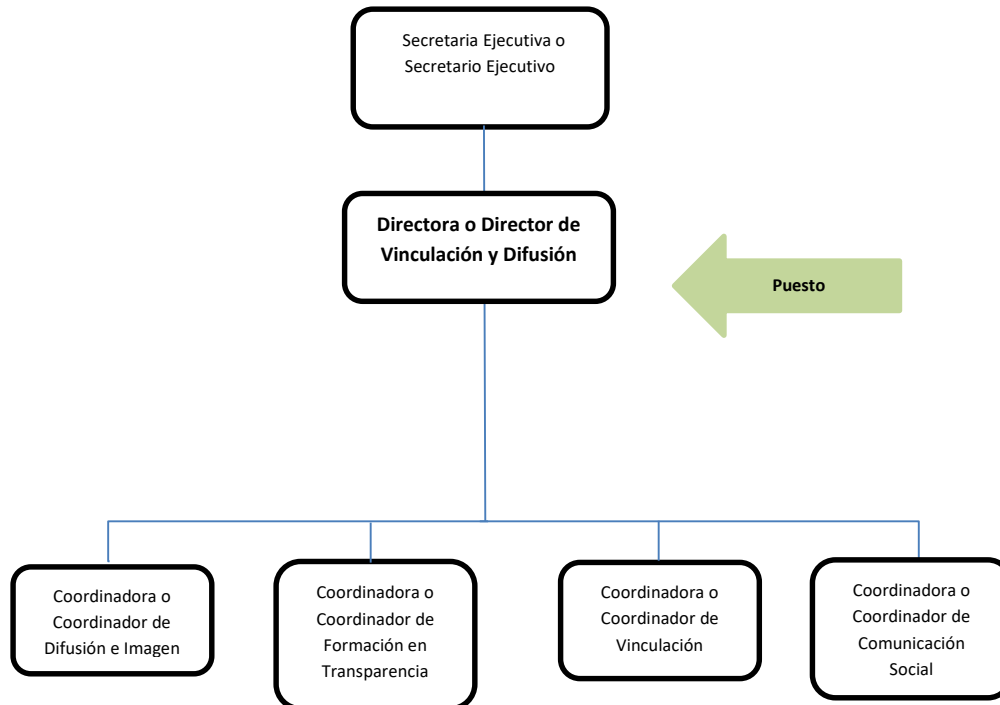 Secretaria Ejecutiva o
Secretario Ejecutivo
Directora o Director de
Vinculación y Difusión
Puesto
Coordinadora o
Coordinador de
Difusión e Imagen
Coordinadora o
Coordinador de
Formación en
Transparencia
Coordinadora o
Coordinador de
Vinculación
Coordinadora o
Coordinador de
Comunicación
Social